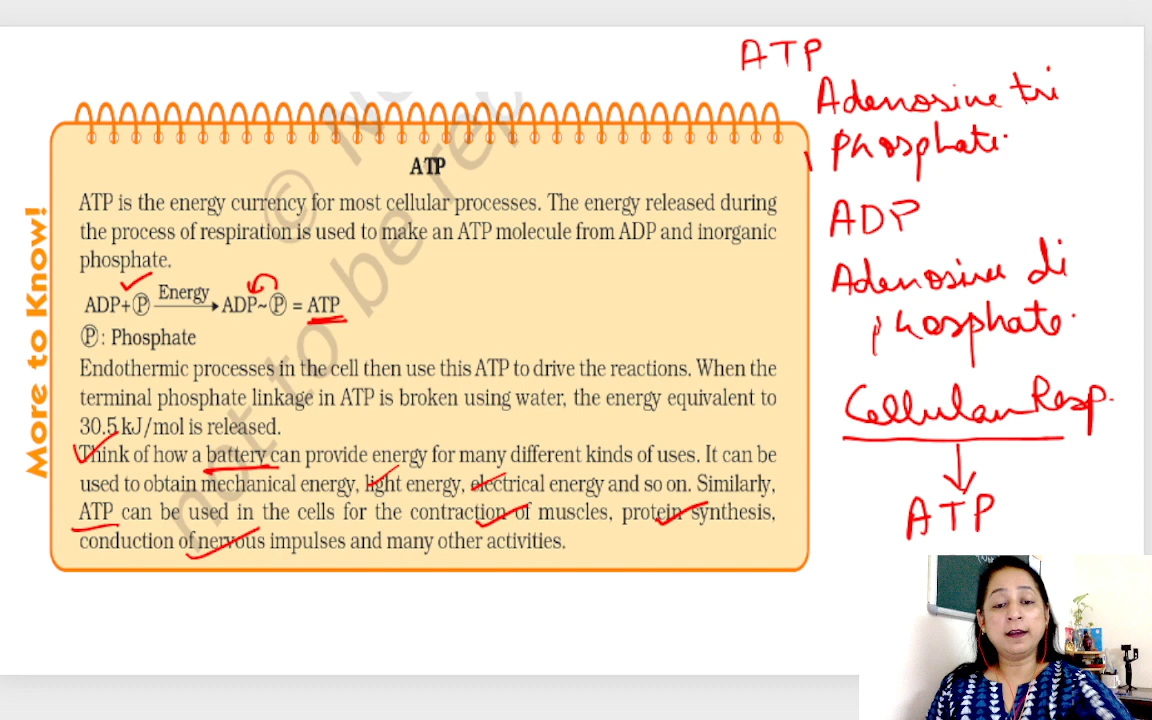 ATP
Adenosine tri
phosphate.
ADP
Adenosine di
phosphate.
Cellular Resp.
ATP
More to Know!
ATP
ATP is the energy currency for most cellular processes. The energy released during
the process of respiration is used to make an ATP molecule from ADP and inorganic
phosphate.
ADP+Ⓟ Energy→ ADP~Ⓟ = ATP
Ⓟ: Phosphate
Endothermic processes in the cell then use this ATP to drive the reactions. When the
terminal phosphate linkage in ATP is broken using water, the energy equivalent to
30.5 kJ/mol is released.
Think of how a battery can provide energy for many different kinds of uses. It can be
used to obtain mechanical energy, light energy, electrical energy and so on. Similarly,
ATP can be used in the cells for the contraction of muscles, protein synthesis,
conduction of nervous impulses and many other activities.
not to be rep